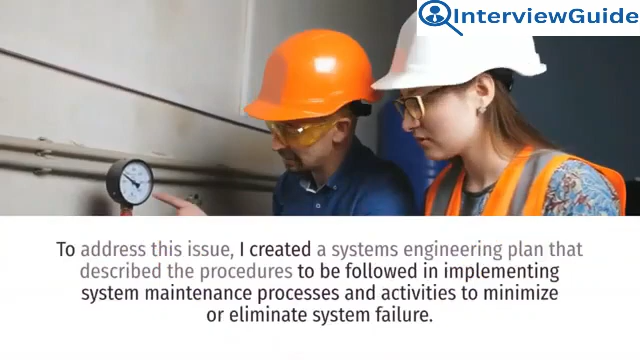 InterviewGuide
To address this issue, I created a systems engineering plan that
described the procedures to be followed in implementing
system maintenance processes and activities to minimize
or eliminate system failure.